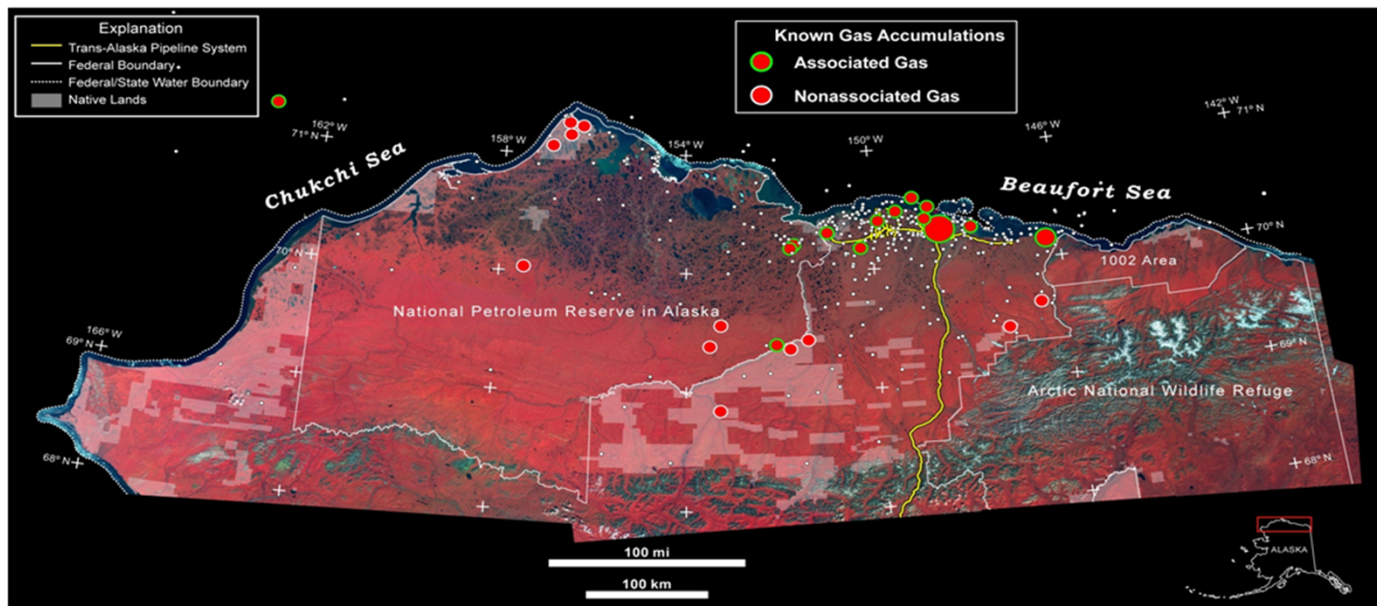 Explanation
Trans-Alaska Pipeline System
Federal Boundary
Federal/State Water Boundary
Native Lands
Known Gas Accumulations
Associated Gas
Nonassociated Gas
162° W
71° N
158° W
154° W
150° W
146° W
142° W
71° N
Chukchi Sea
Beaufort Sea
70° N
70° N
1002 Area
National Petroleum Reserve in Alaska
166° W
69° N
69° N
Arctic National Wildlife Refuge
68° N
68° N
100 mi
100 km
ALASKA